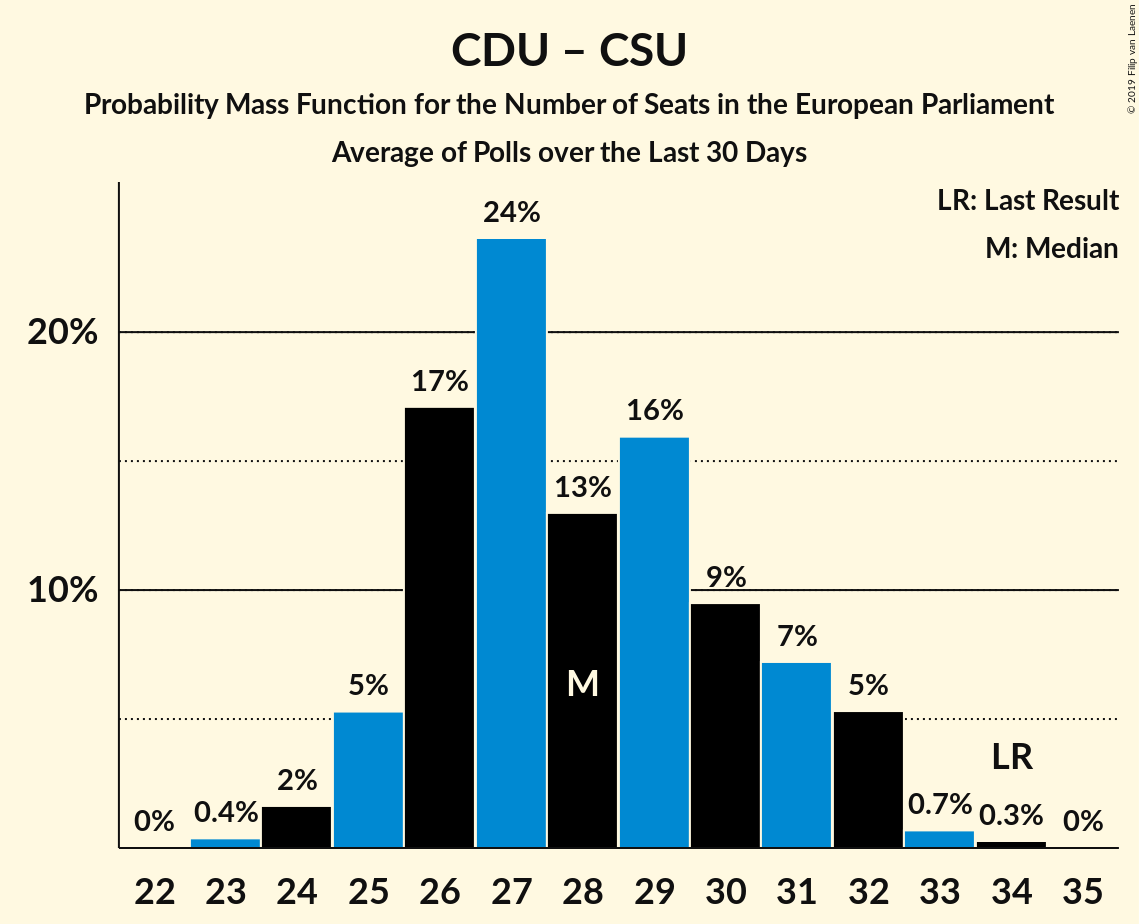 CDU – CSU
Probability Mass Function for the Number of Seats in the European Parliament
Average of Polls over the Last 30 Days
© 2019 Filip van Laenen
LR: Last Result
M: Median
24%
20%
17%
16%
13%
10%
9%
7%
M
5%
5%
LR
2%
0%
0.4%
0.7%
0.3%
0%
22 23 24 25 26 27 28 29 30 31 32 33 34 35